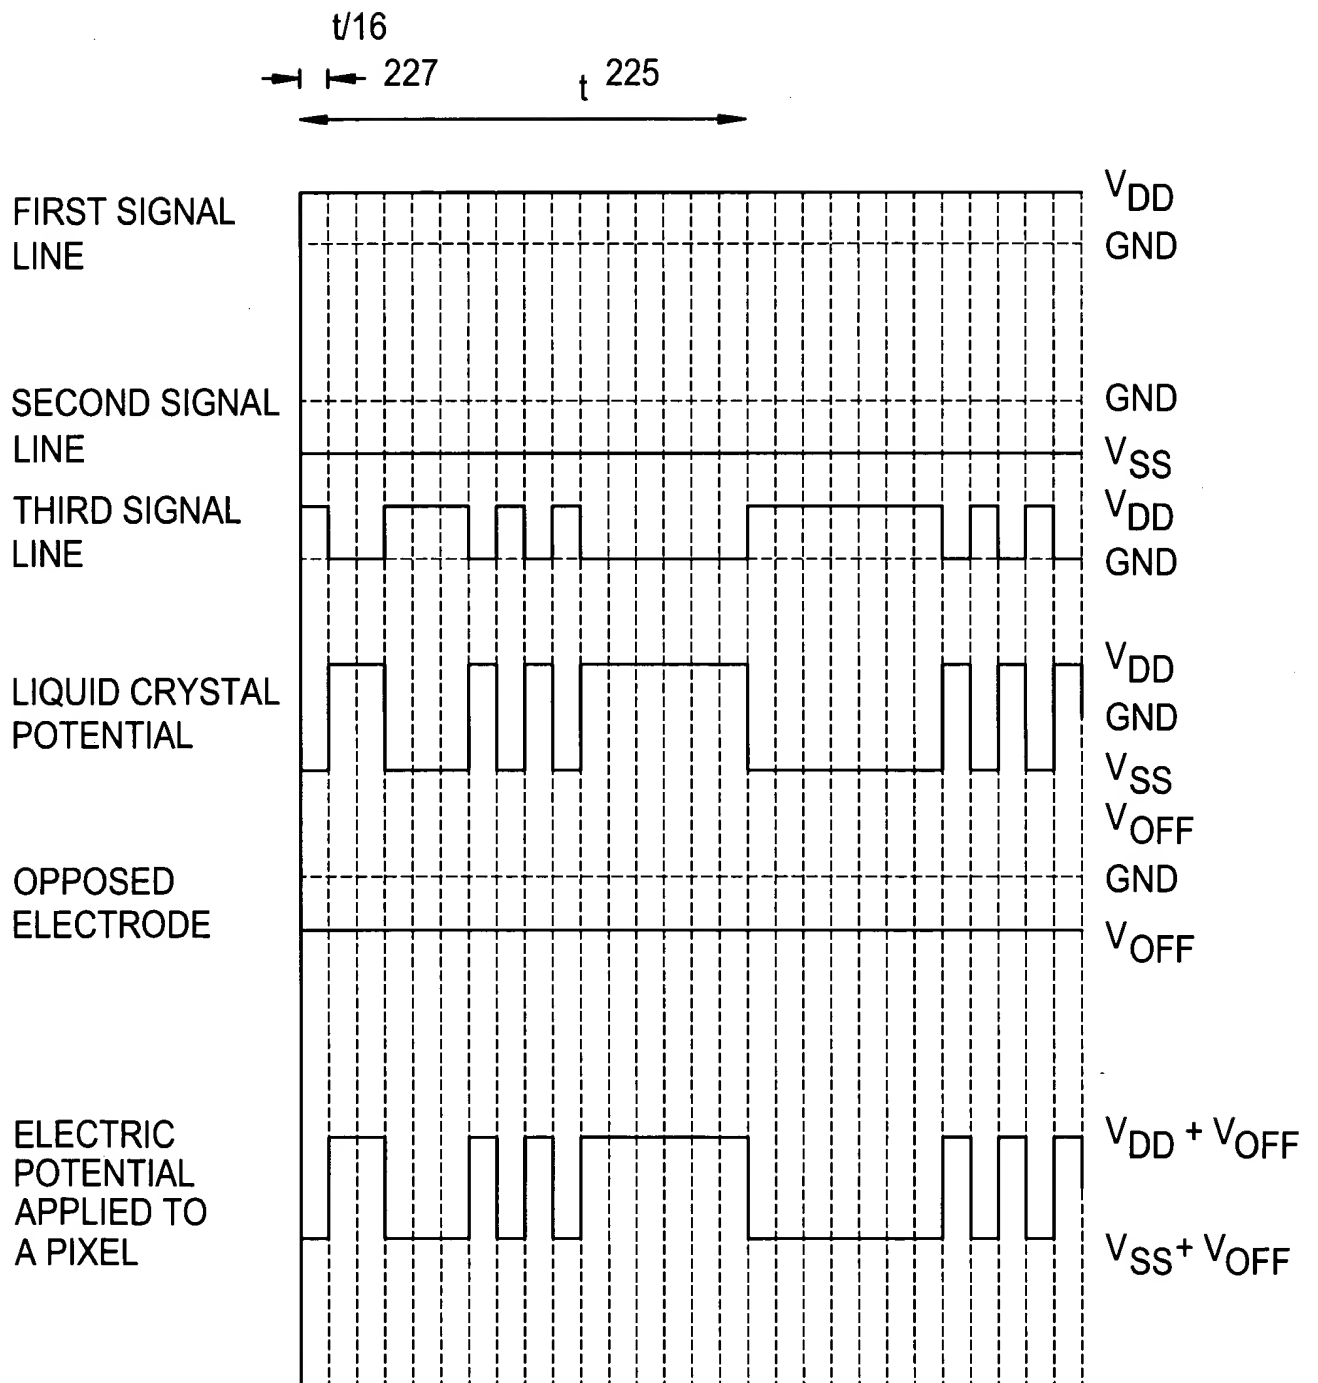 t/16
227
t 225
FIRST SIGNAL
LINE
VDD
GND
SECOND SIGNAL
LINE
GND
VSS
THIRD SIGNAL
LINE
VDD
GND
LIQUID CRYSTAL
POTENTIAL
VDD
GND
VSS
VOFF
OPPOSED
ELECTRODE
GND
VOFF
ELECTRIC
POTENTIAL
APPLIED TO
A PIXEL
VDD + VOFF
VSS + VOFF